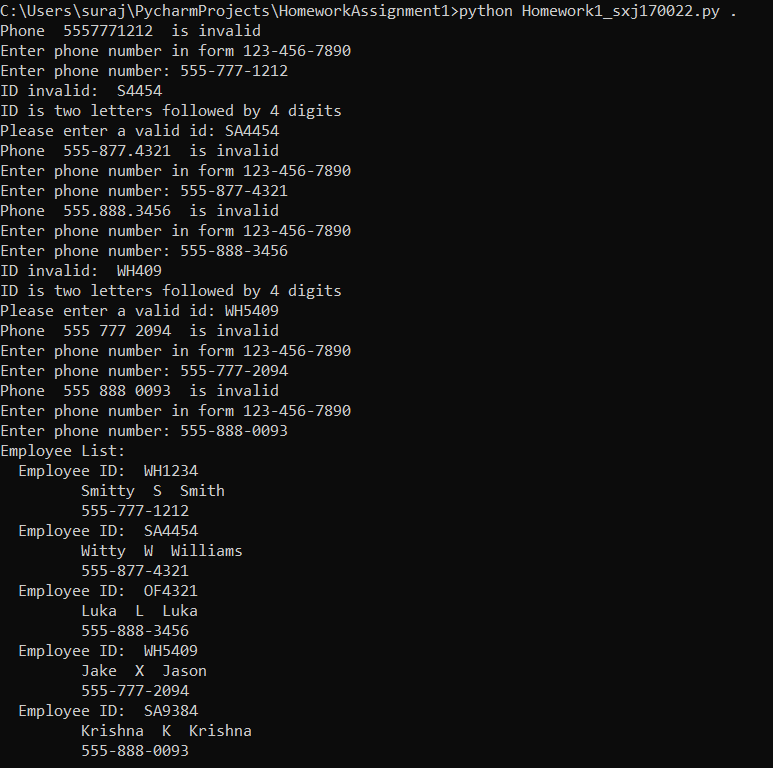 C:\Users\suraj\PycharmProjects\HomeworkAssignment1>python Homework1_sxj170022.py .
Phone  5557771212  is invalid
Enter phone number in form 123-456-7890
Enter phone number: 555-777-1212
ID invalid:  S4454
ID is two letters followed by 4 digits
Please enter a valid id: SA4454
Phone  555-877.4321  is invalid
Enter phone number in form 123-456-7890
Enter phone number: 555-877-4321
Phone  555.888.3456  is invalid
Enter phone number in form 123-456-7890
Enter phone number: 555-888-3456
ID invalid:  WH409
ID is two letters followed by 4 digits
Please enter a valid id: WH5409
Phone  555 777 2094  is invalid
Enter phone number in form 123-456-7890
Enter phone number: 555-777-2094
Phone  555 888 0093  is invalid
Enter phone number in form 123-456-7890
Enter phone number: 555-888-0093
Employee List:
  Employee ID:  WH1234
         Smitty  S  Smith
         555-777-1212
  Employee ID:  SA4454
         Witty  W  Williams
         555-877-4321
  Employee ID:  OF4321
         Luka  L  Luka
         555-888-3456
  Employee ID:  WH5409
         Jake  X  Jason
         555-777-2094
  Employee ID:  SA9384
         Krishna  K  Krishna
         555-888-0093